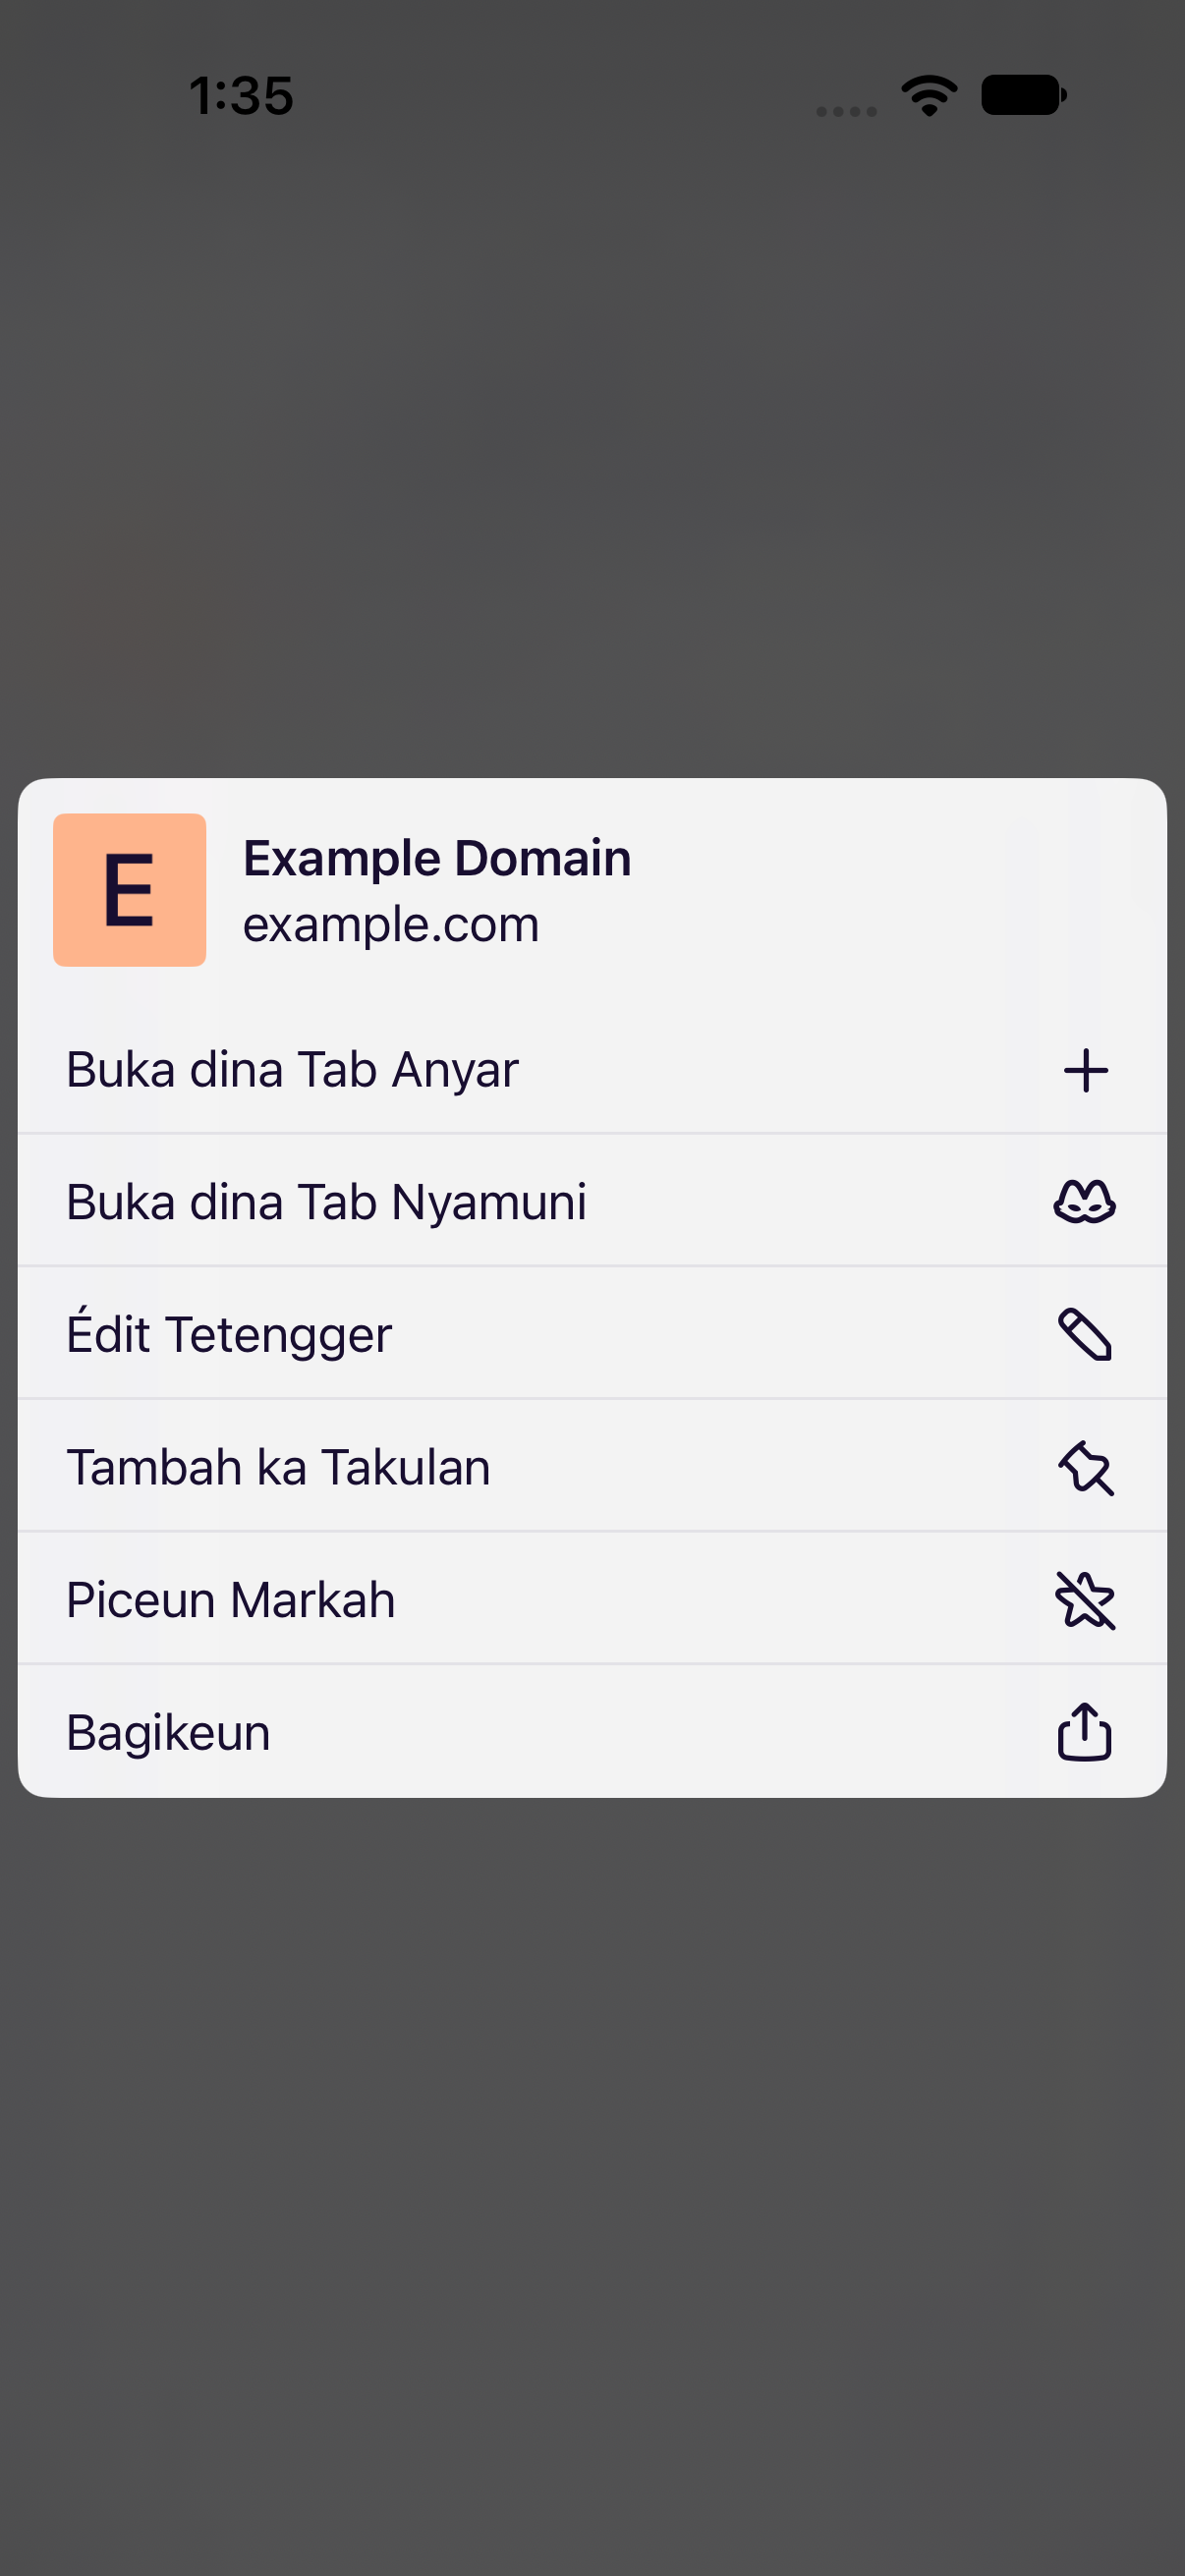 1:35
E
Example Domain
example.com
Buka dina Tab Anyar
Buka dina Tab Nyamuni
Édit Tetengger
Tambah ka Takulan
Piceun Markah
Bagikeun